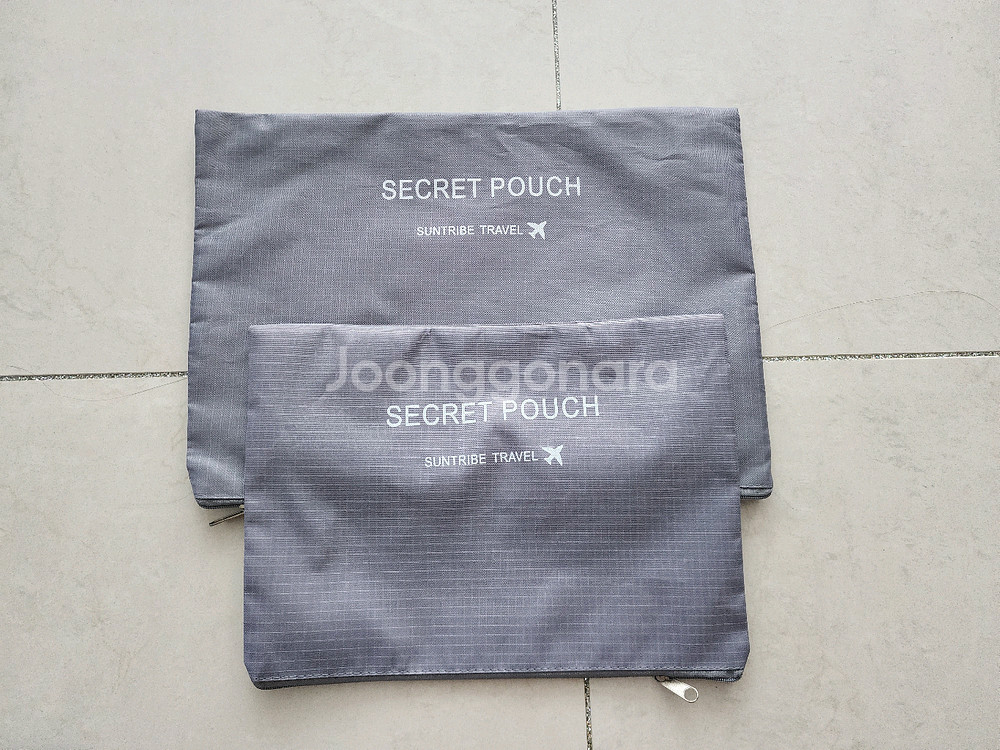 SECRET POUCH
SUNTRIBE TRAVEL
Joonggonara
SECRET POUCH
SUNTRIBE TRAVEL